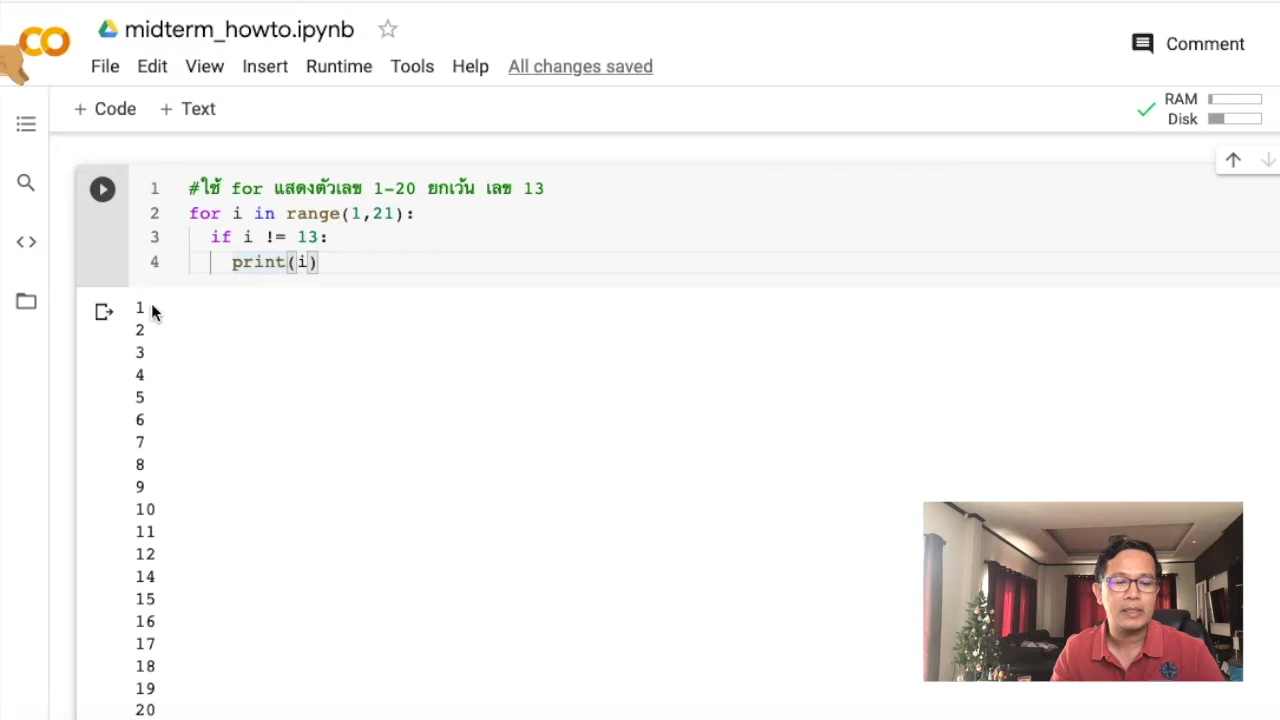 midterm_howto.ipynb
File Edit View Insert Runtime Tools Help All changes saved
Comment
+ Code + Text
RAM
Disk
1 #ใช้ for แสดงตัวเลข 1-20 ยกเว้น เลข 13
2 for i in range(1,21):
3 if i != 13:
4 print(i)
1
2
3
4
5
6
7
8
9
10
11
12
14
15
16
17
18
19
20